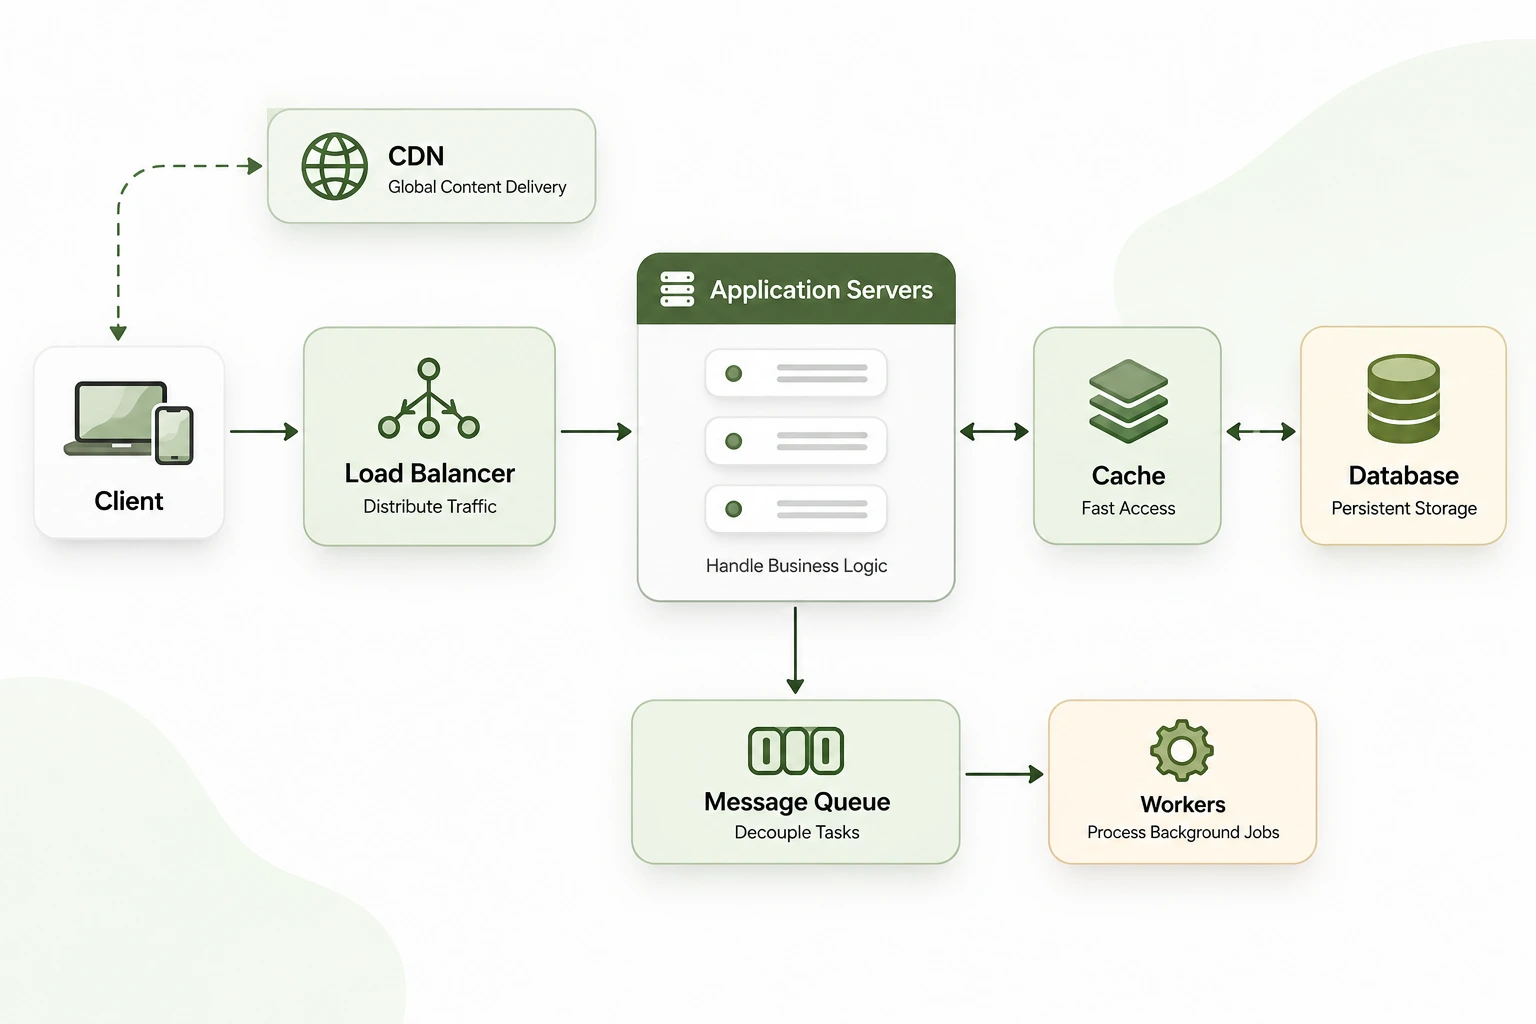 CDN
Global Content Delivery
Application Servers
Client
Load Balancer
Distribute Traffic
Handle Business Logic
Cache
Fast Access
Database
Persistent Storage
Message Queue
Decouple Tasks
Workers
Process Background Jobs